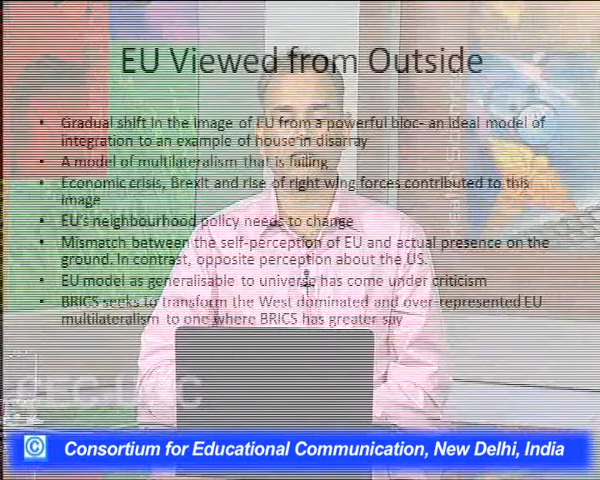 EU Viewed from Outside
• Gradual shift in the image of EU from a powerful bloc- an ideal model of
integration to an example of house in disarray
• A model of multilateralism that is failing
• Economic crisis, Brexit and rise of right wing forces contributed to this
image
• EU's neighbourhood policy needs to change
• Mismatch between the self-perception of EU and actual presence on the
ground. In contrast, opposite perception about the US.
• EU model as generalisable to universe has come under criticism
• BRICS seeks to transform the West dominated and over-represented EU
multilateralism to one where BRICS has greater say
CEC-UGC
© Consortium for Educational Communication, New Delhi, India